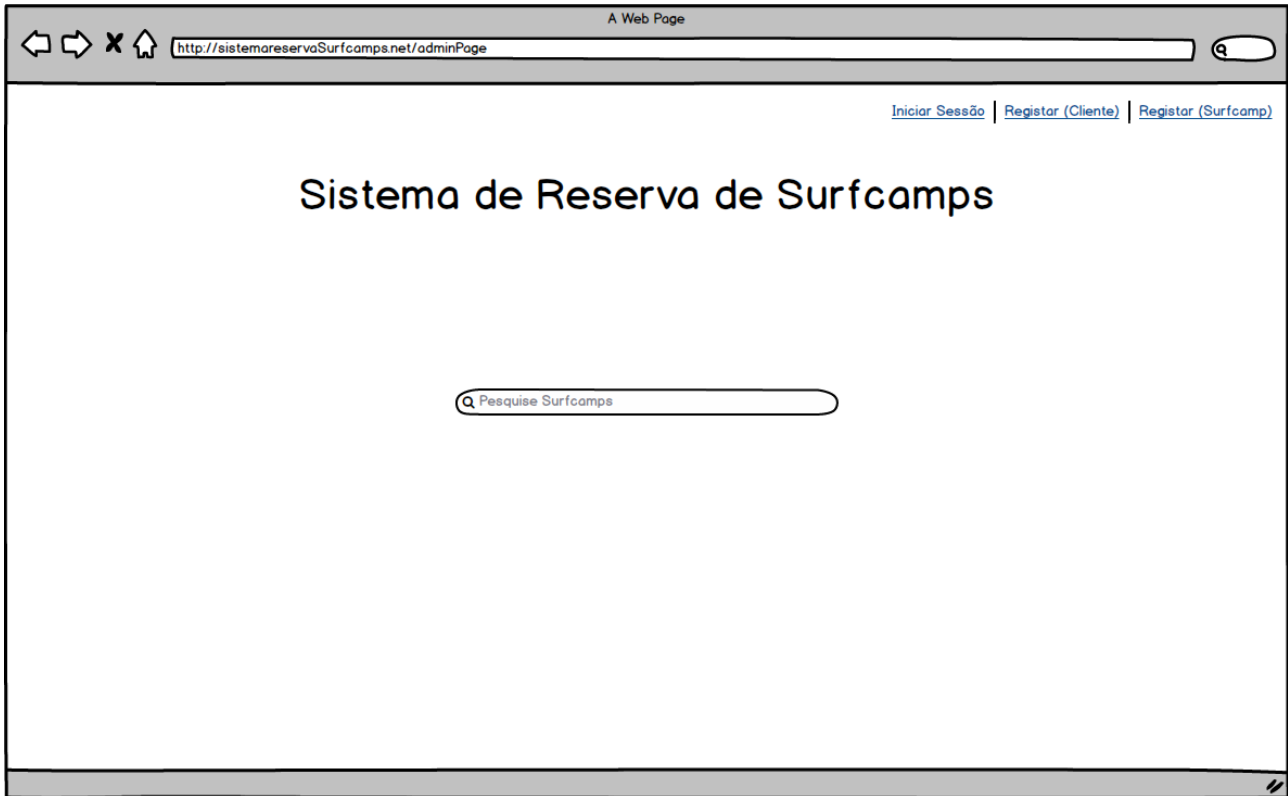 A Web Page
http://sistemareservaSurfcamps.net/adminPage
Iniciar Sessão Registar (Cliente) Registar (Surfcamp)
Sistema de Reserva de Surfcamps
Pesquise Surfcamps